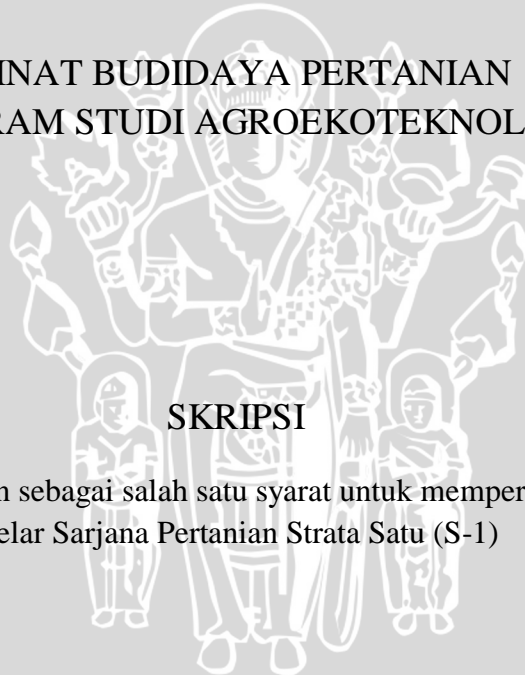 INAT BUDIDAYA PERTANIAN
RAM STUDI AGROEKOTEKNOL
SKRIPSI
n sebagai salah satu syarat untuk memper
elar Sarjana Pertanian Strata Satu (S-1)